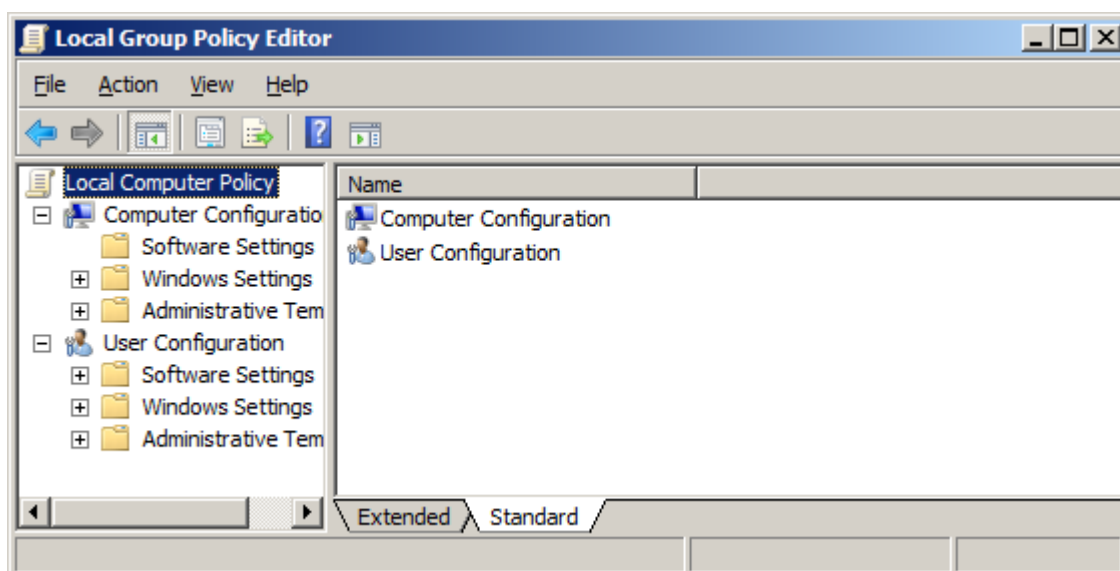 Local Group Policy Editor
File Action View Help
Local Computer Policy
Computer Configuratio
Software Settings
Windows Settings
Administrative Tem
User Configuration
Software Settings
Windows Settings
Administrative Tem
Name
Computer Configuration
User Configuration
Extended Standard